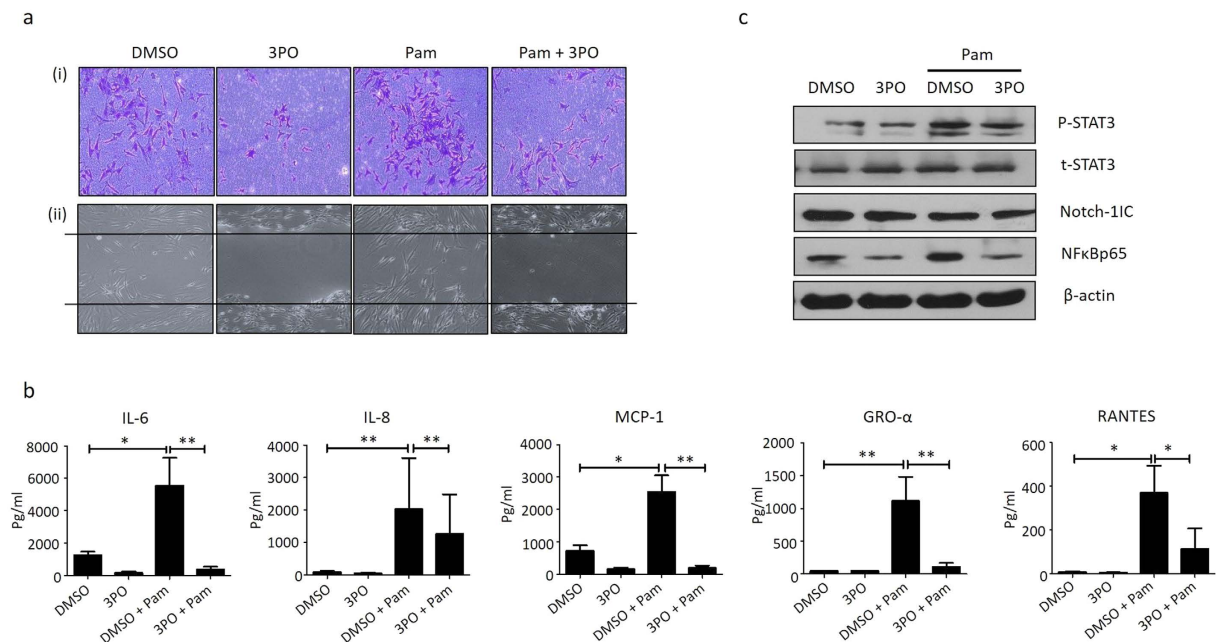 a
DMSO 3PO Pam Pam + 3PO
(i)
(ii)
c
Pam
DMSO 3PO DMSO 3PO
P-STAT3
t-STAT3
Notch-1IC
NFκBp65
β-actin
b
IL-6
* **
Pg/ml
8000
6000
4000
2000
0
DMSO 3PO DMSO + Pam 3PO + Pam
IL-8
** **
Pg/ml
4000
3000
2000
1000
0
DMSO 3PO DMSO + Pam 3PO + Pam
MCP-1
* **
Pg/ml
4000
3000
2000
1000
0
DMSO 3PO DMSO + Pam 3PO + Pam
GRO-α
** **
Pg/ml
2000
1500
1000
500
0
DMSO 3PO DMSO + Pam 3PO + Pam
RANTES
* *
Pg/ml
600
400
200
0
DMSO 3PO DMSO + Pam 3PO + Pam